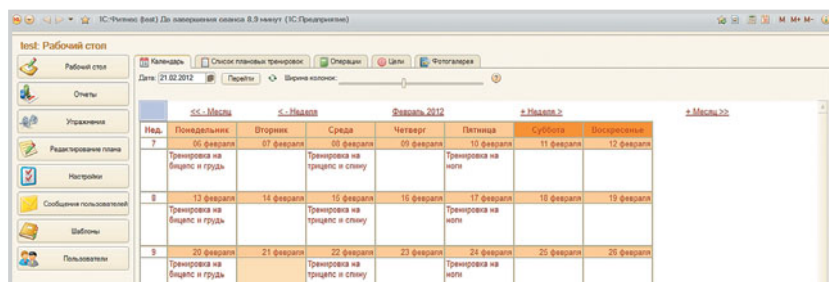 1С:Фитнес (test) До завершения сеанса 8,9 минут (1С:Предприятие)
M M+ M-
test: Рабочий стол
Рабочий стол
Отчеты
Упражнения
Редактирование плана
Настройки
Сообщения пользователей
Шаблоны
Пользователи
Календарь Список плановых тренировок Операции Цели Фотогалерея
Дата: 21.02.2012 Перейти Ширина колонок:
<< - Месяц < - Неделя Февраль 2012 + Неделя > + Месяц >>
Нед. Понедельник Вторник Среда Четверг Пятница Суббота Воскресенье
7 06 февраля 07 февраля 08 февраля 09 февраля 10 февраля 11 февраля 12 февраля
Тренировка на Тренировка на Тренировка на
бицепс и грудь трицепс и спину ноги
8 13 февраля 14 февраля 15 февраля 16 февраля 17 февраля 18 февраля 19 февраля
Тренировка на Тренировка на Тренировка на
бицепс и грудь трицепс и спину ноги
9 20 февраля 21 февраля 22 февраля 23 февраля 24 февраля 25 февраля 26 февраля
Тренировка на Тренировка на Тренировка на
бицепс и грудь трицепс и спину ноги